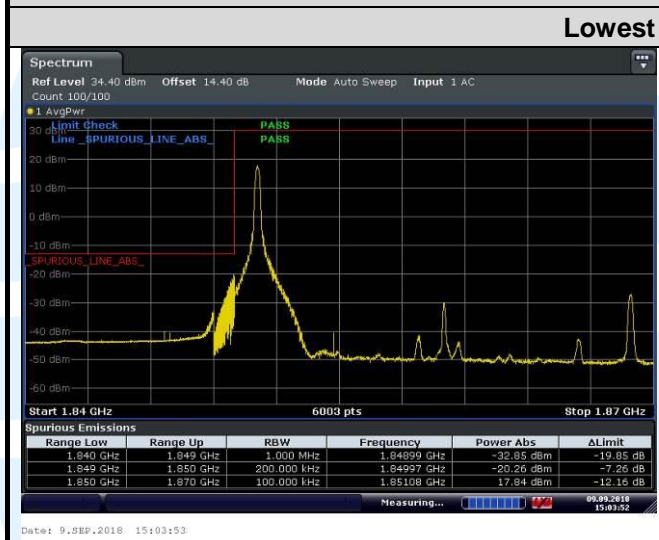 Lowest
Spectrum
Ref Level 34.40 dBm Offset 14.40 dB Mode Auto Sweep Input 1 AC
Count 100/100
1 AvgPwr
30 dBm Limit Check PASS
Line _SPURIOUS_LINE_ABS_ PASS
20 dBm
10 dBm
0 dBm
-10 dBm
_SPURIOUS_LINE_ABS_
-20 dBm
-30 dBm
-40 dBm
-50 dBm
-60 dBm
Start 1.84 GHz 6003 pts Stop 1.87 GHz
Spurious Emissions
Range Low Range Up RBW Frequency Power Abs ΔLimit
1.840 GHz 1.849 GHz 1.000 MHz 1.84899 GHz -32.85 dBm -19.85 dB
1.849 GHz 1.850 GHz 200.000 kHz 1.84997 GHz -20.26 dBm -7.26 dB
1.850 GHz 1.870 GHz 100.000 kHz 1.85108 GHz 17.84 dBm -12.16 dB
Measuring... 09.09.2018
15:03:52
Date: 9.SEP.2018 15:03:53